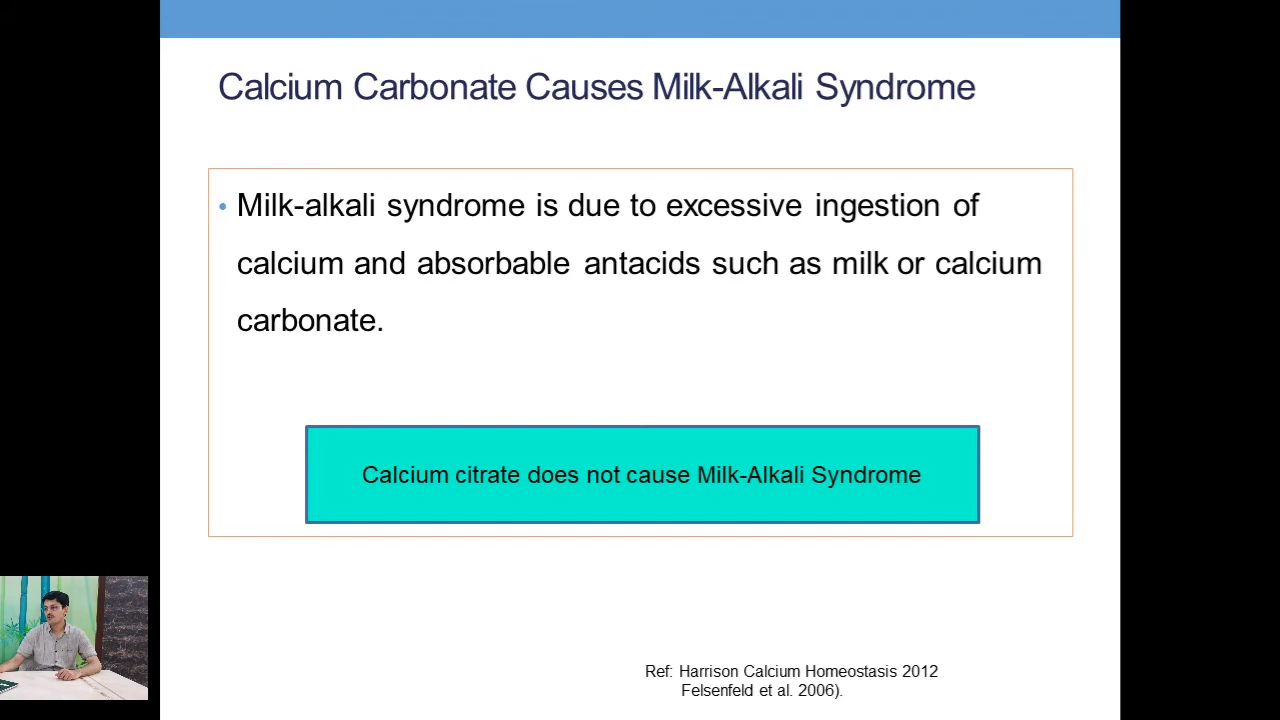 Calcium Carbonate Causes Milk-Alkali Syndrome
• Milk-alkali syndrome is due to excessive ingestion of
calcium and absorbable antacids such as milk or calcium
carbonate.
Calcium citrate does not cause Milk-Alkali Syndrome
Ref: Harrison Calcium Homeostasis 2012
Felsenfeld et al. 2006).